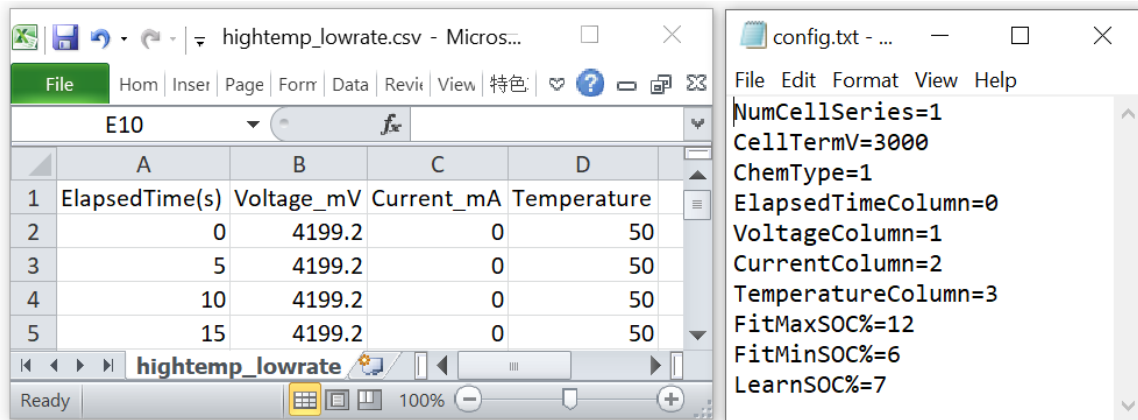 hightemp_lowrate.csv - Micros...
File Hom Inser Page Form Data Revie View 特色
E10 fx
A B C D
1 ElapsedTime(s) Voltage_mV Current_mA Temperature
2 0 4199.2 0 50
3 5 4199.2 0 50
4 10 4199.2 0 50
5 15 4199.2 0 50
hightemp_lowrate
Ready 100%
config.txt - ...
File Edit Format View Help
NumCellSeries=1
CellTermV=3000
ChemType=1
ElapsedTimeColumn=0
VoltageColumn=1
CurrentColumn=2
TemperatureColumn=3
FitMaxSOC%=12
FitMinSOC%=6
LearnSOC%=7